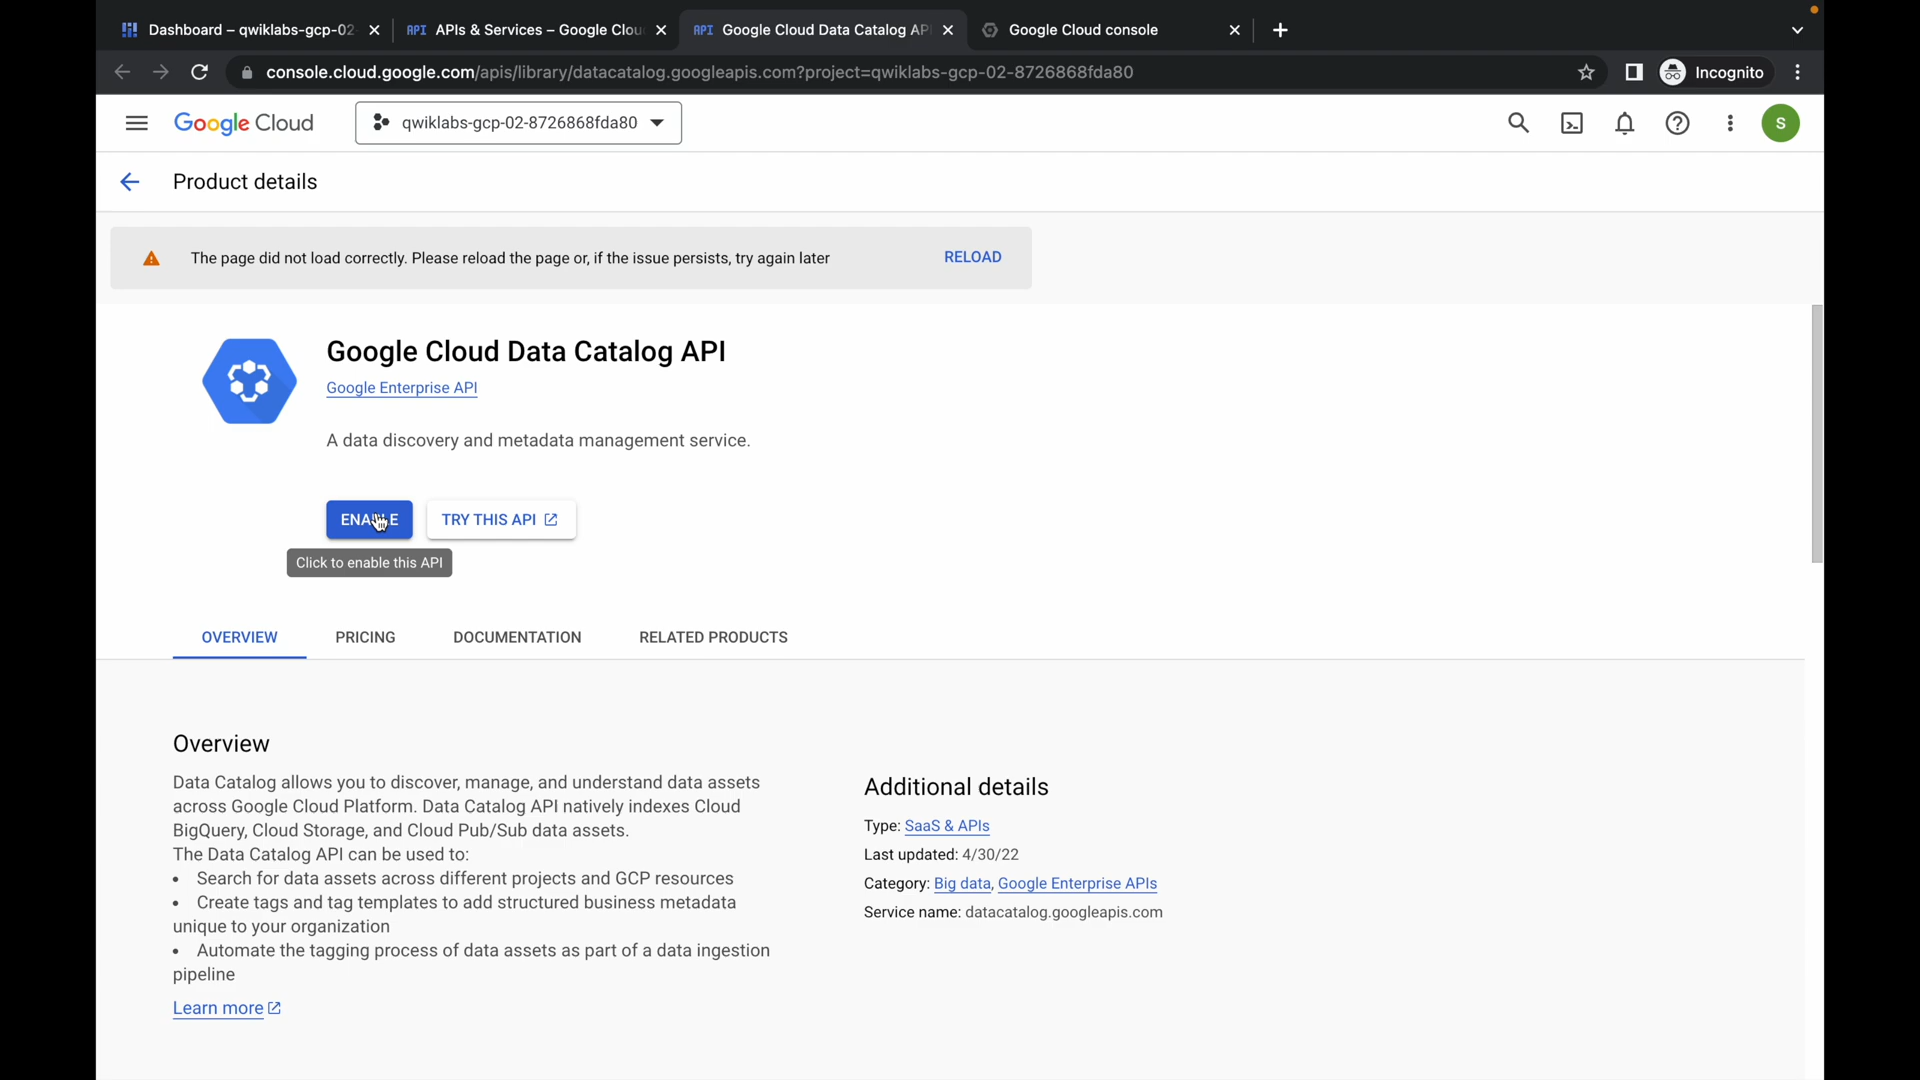 Dashboard – qwiklabs-gcp-02
API APIs & Services – Google Clou
API Google Cloud Data Catalog AP
Google Cloud console
console.cloud.google.com/apis/library/datacatalog.googleapis.com?project=qwiklabs-gcp-02-8726868fda80
Incognito
Google Cloud
qwiklabs-gcp-02-8726868fda80
S
Product details
The page did not load correctly. Please reload the page or, if the issue persists, try again later
RELOAD
Google Cloud Data Catalog API
Google Enterprise API
A data discovery and metadata management service.
ENABLE
TRY THIS API
Click to enable this API
OVERVIEW
PRICING
DOCUMENTATION
RELATED PRODUCTS
Overview
Data Catalog allows you to discover, manage, and understand data assets
across Google Cloud Platform. Data Catalog API natively indexes Cloud
BigQuery, Cloud Storage, and Cloud Pub/Sub data assets.
The Data Catalog API can be used to:
• Search for data assets across different projects and GCP resources
• Create tags and tag templates to add structured business metadata
unique to your organization
• Automate the tagging process of data assets as part of a data ingestion
pipeline
Learn more
Additional details
Type: SaaS & APIs
Last updated: 4/30/22
Category: Big data, Google Enterprise APIs
Service name: datacatalog.googleapis.com